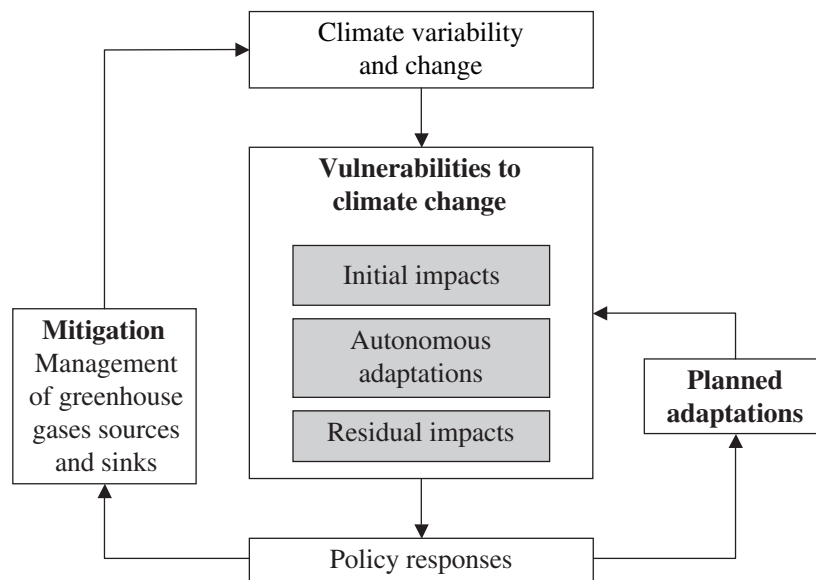 Climate variability
and change
Vulnerabilities to
climate change
Initial impacts
Autonomous
adaptations
Residual impacts
Mitigation
Management
of greenhouse
gases sources
and sinks
Planned
adaptations
Policy responses